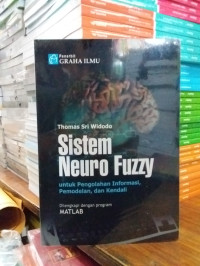 Penerbit
GRAHA ILMU
Thomas Sri Widodo
Sistem
Neuro Fuzzy
untuk Pengolahan Informasi,
Pemodelan, dan Kendali
Dilengkapi dengan program
MATLAB